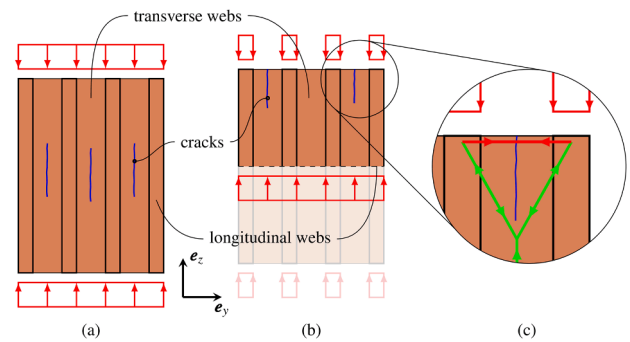 transverse webs
cracks
longitudinal webs
e_z
e_y
(a)
(b)
(c)